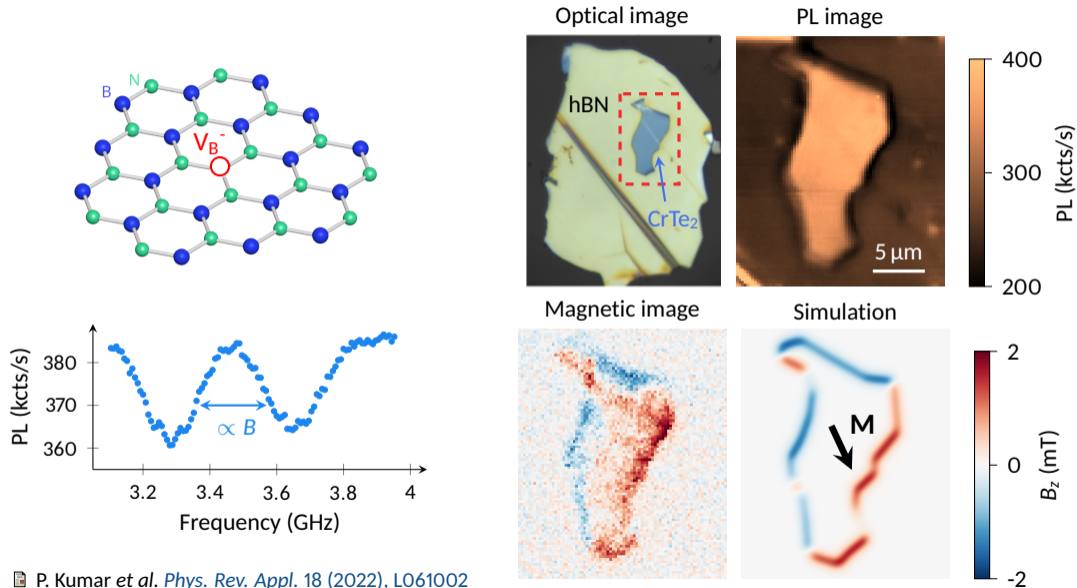 B
N
V_B^-
PL (kcts/s)
380
370
360
∝ B
3.2
3.4
3.6
3.8
4
Frequency (GHz)
Optical image
hBN
CrTe₂
PL image
5 µm
400
300
200
PL (kcts/s)
Magnetic image
Simulation
M
2
0
-2
B_z (mT)
P. Kumar et al. Phys. Rev. Appl. 18 (2022), L061002